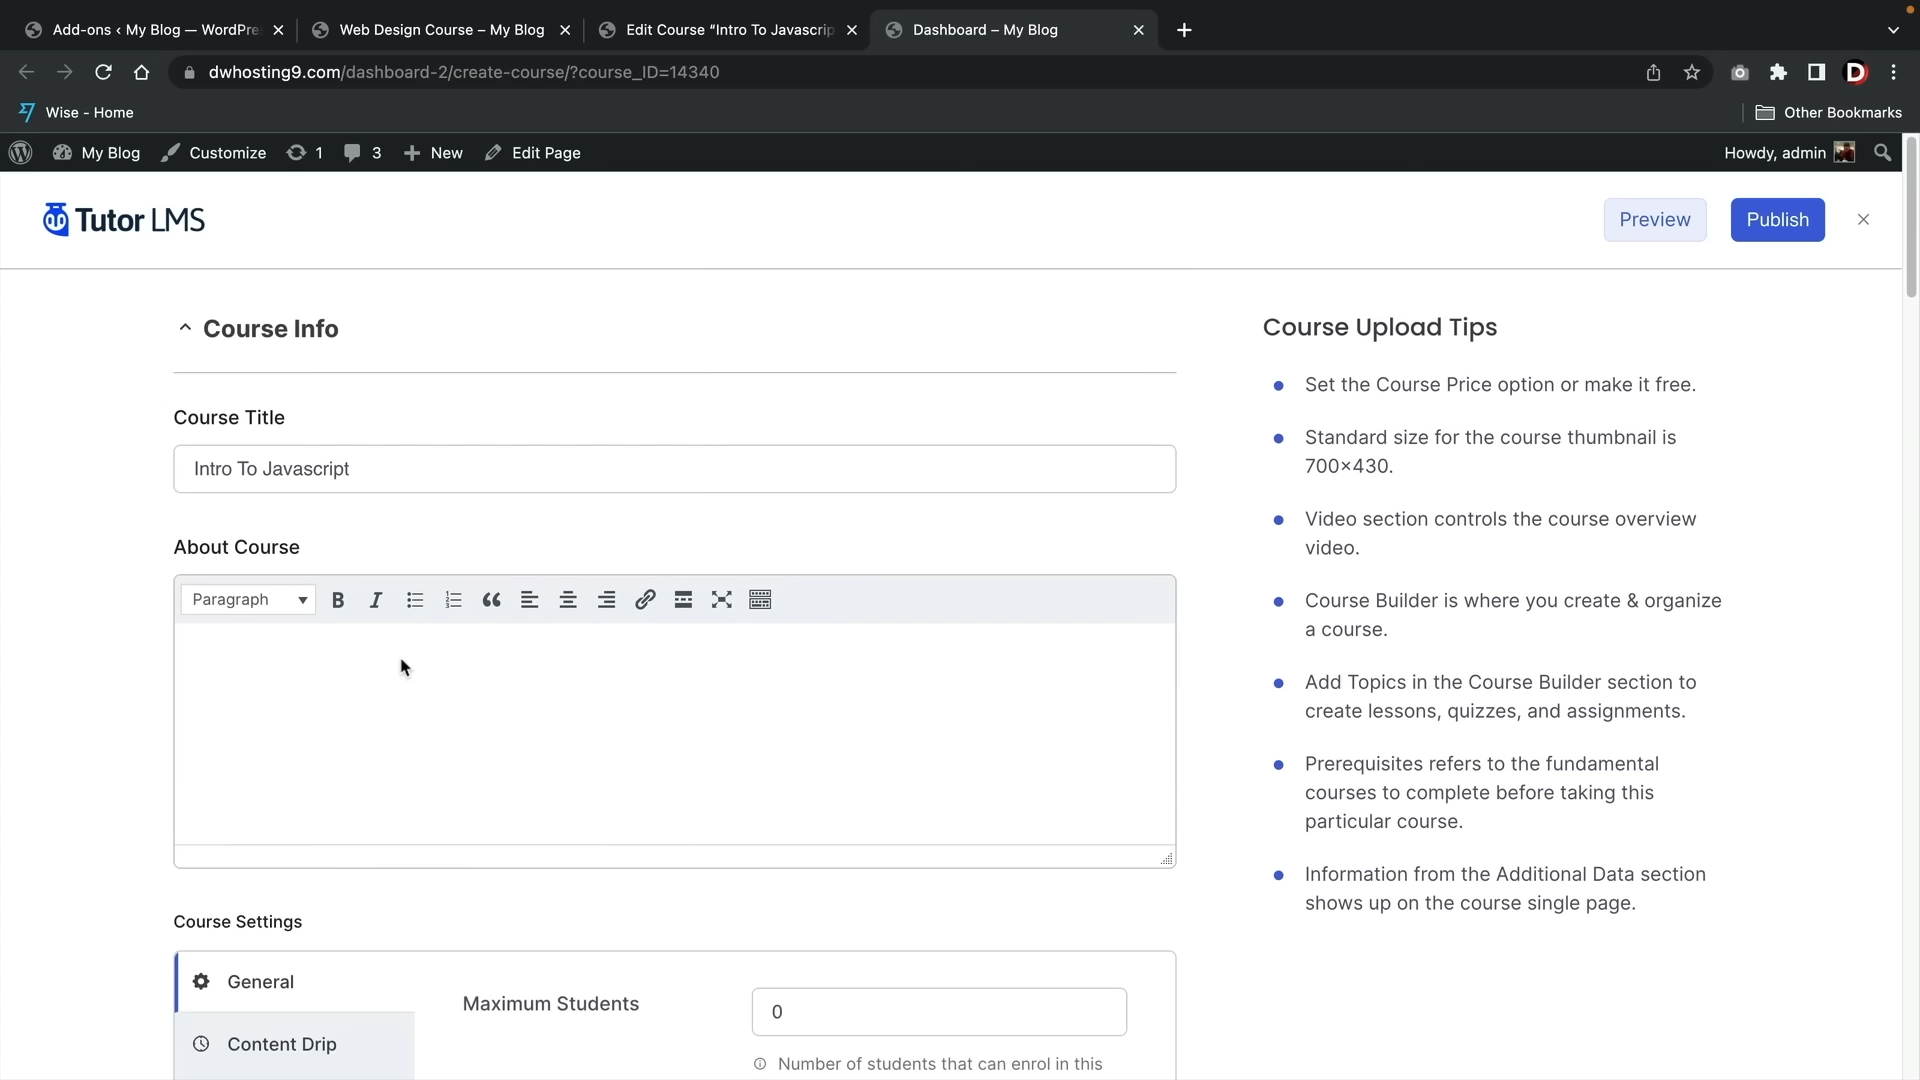 Add-ons ‹ My Blog — WordPre
Web Design Course – My Blog
Edit Course “Intro To Javascrip
Dashboard – My Blog
dwhosting9.com/dashboard-2/create-course/?course_ID=14340
Wise - Home
Other Bookmarks
My Blog
Customize
1
3
New
Edit Page
Howdy, admin
Tutor LMS
Preview
Publish
Course Info
Course Title
Intro To Javascript
About Course
Paragraph
Course Settings
General
Content Drip
Maximum Students
0
Number of students that can enrol in this
Course Upload Tips
Set the Course Price option or make it free.
Standard size for the course thumbnail is
700×430.
Video section controls the course overview
video.
Course Builder is where you create & organize
a course.
Add Topics in the Course Builder section to
create lessons, quizzes, and assignments.
Prerequisites refers to the fundamental
courses to complete before taking this
particular course.
Information from the Additional Data section
shows up on the course single page.